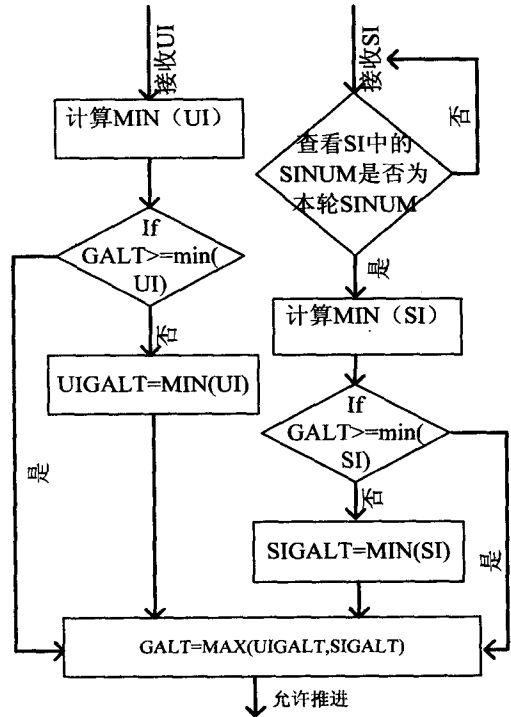 接收UI
计算MIN（UI）
If
GALT>=min(
UI)
否
UIGALT=MIN(UI)
是
接收SI
否
查看SI中的
SINUM是否为
本轮SINUM
是
计算MIN（SI）
If
GALT>=min(
SI)
否
SIGALT=MIN(SI)
是
GALT=MAX(UIGALT,SIGALT)
允许推进